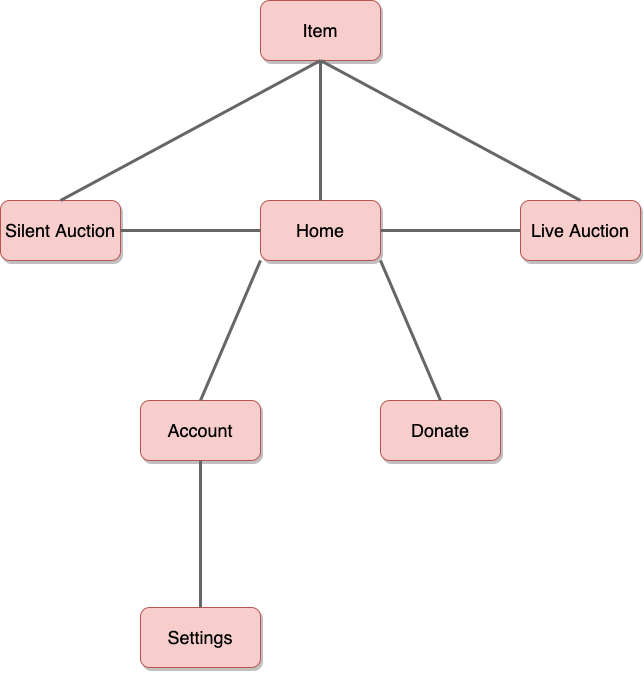 Item
Silent Auction
Home
Live Auction
Account
Donate
Settings